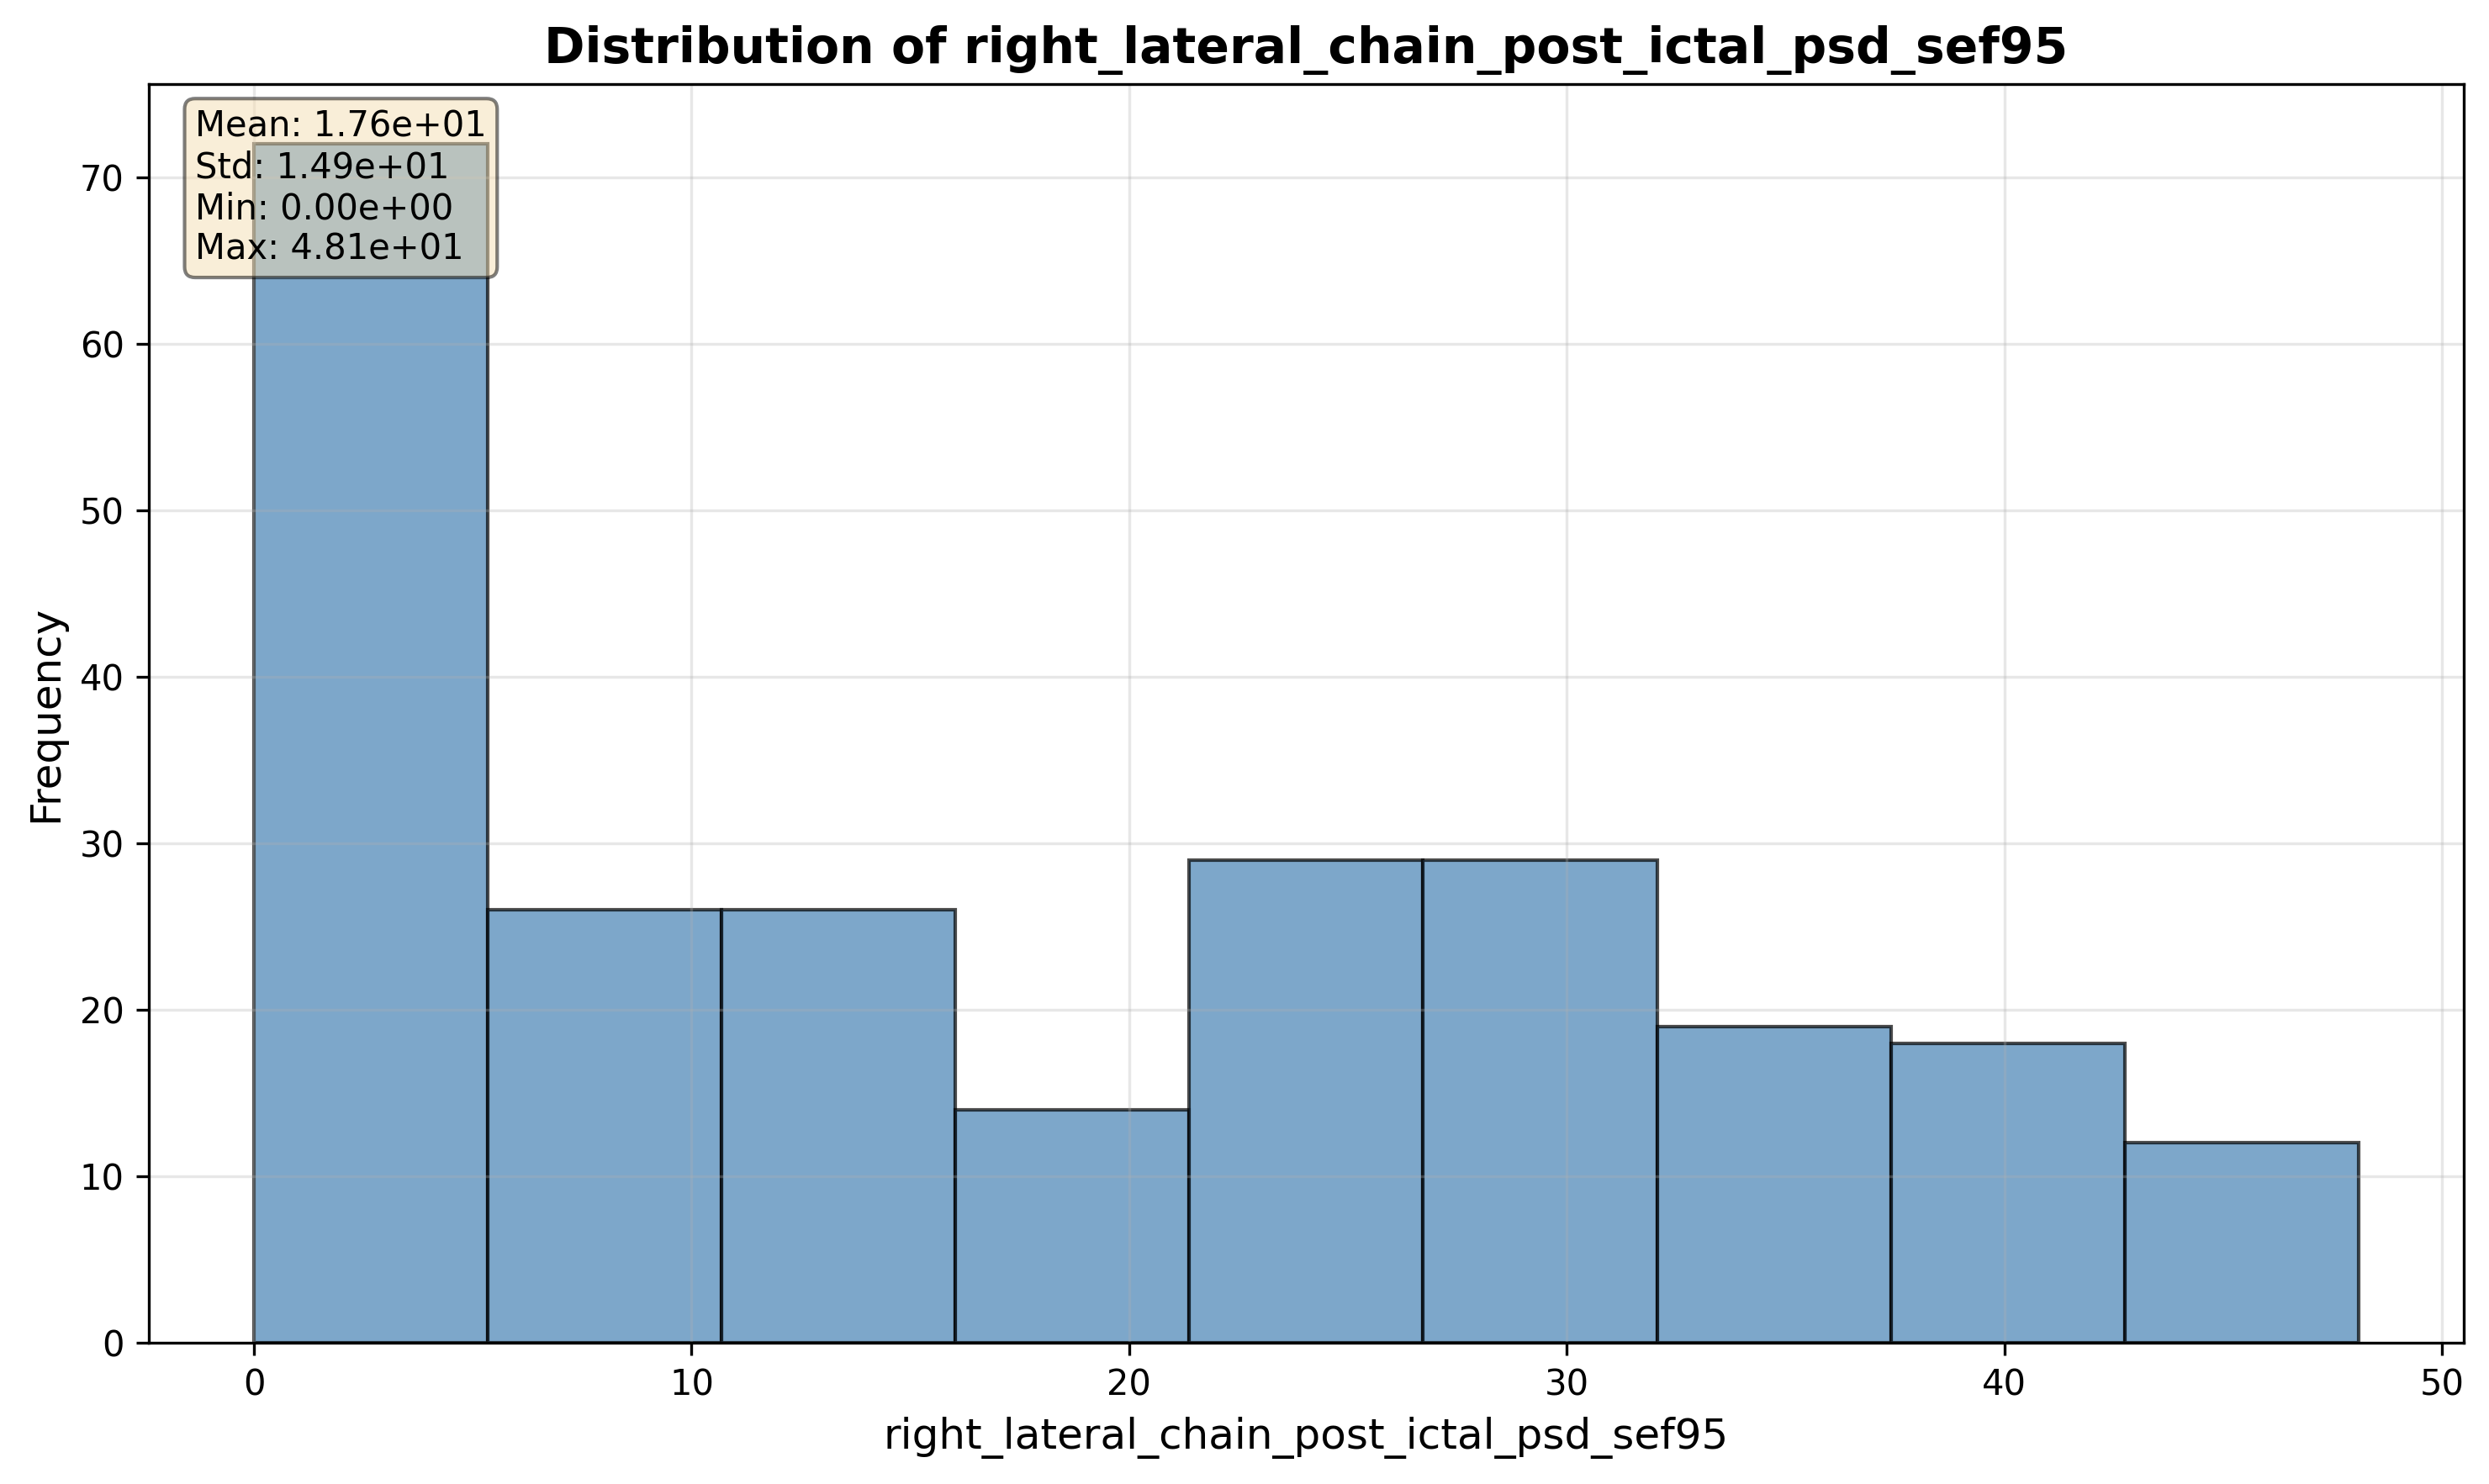 Distribution of right_lateral_chain_post_ictal_psd_sef95
Mean: 1.76e+01
Std: 1.49e+01
Min: 0.00e+00
Max: 4.81e+01
70
60
50
40
30
20
10
0
Frequency
0 10 20 30 40 50
right_lateral_chain_post_ictal_psd_sef95